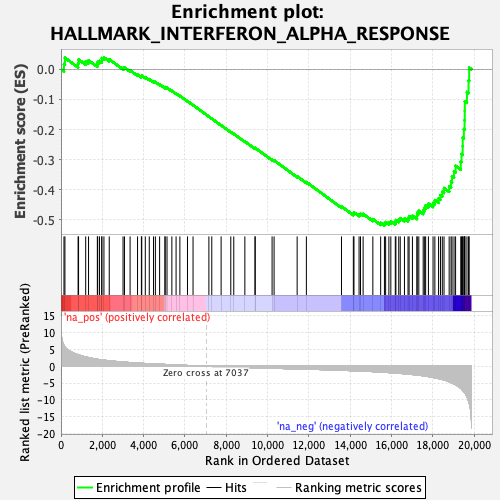 Enrichment plot:
HALLMARK_INTERFERON_ALPHA_RESPONSE
Enrichment score (ES)
0.0
-0.1
-0.2
-0.3
-0.4
-0.5
'na_pos' (positively correlated)
Ranked list metric (PreRanked)
15
10
5
0
-5
-10
-15
-20
Zero cross at 7037
'na_neg' (negatively correlated)
0
2,000
4,000
6,000
8,000
10,000
12,000
14,000
16,000
18,000
20,000
Rank in Ordered Dataset
Enrichment profile
Hits
Ranking metric scores